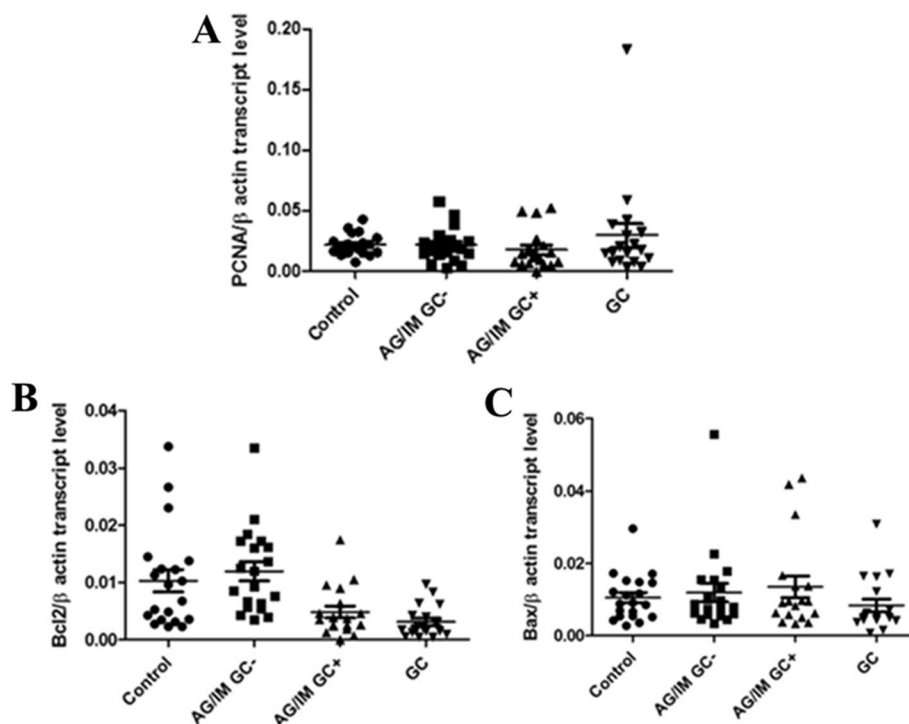 A
PCNA/β actin transcript level
0.20
0.15
0.10
0.05
0.00
Control
AG/IM GC-
AG/IM GC+
GC
B
Bcl2/β actin transcript level
0.04
0.03
0.02
0.01
0.00
Control
AG/IM GC-
AG/IM GC+
GC
C
Bax/β actin transcript level
0.06
0.04
0.02
0.00
Control
AG/IM GC-
AG/IM GC+
GC